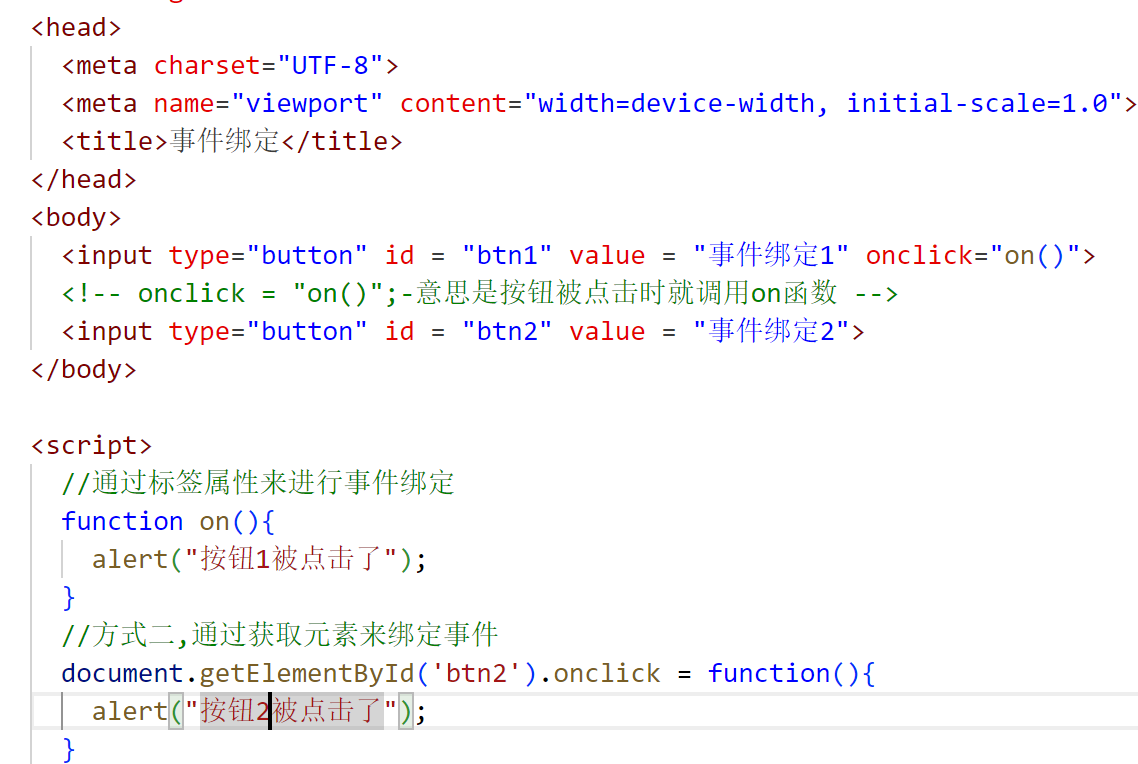 <head>
<meta charset="UTF-8">
<meta name="viewport" content="width=device-width, initial-scale=1.0">
<title>事件绑定</title>
</head>
<body>
<input type="button" id = "btn1" value = "事件绑定1" onclick="on()">
<!-- onclick = "on()";-意思是按钮被点击时就调用on函数 -->
<input type="button" id = "btn2" value = "事件绑定2">
</body>
<script>
//通过标签属性来进行事件绑定
function on(){
alert("按钮1被点击了");
}
//方式二,通过获取元素来绑定事件
document.getElementById('btn2').onclick = function(){
alert("按钮2被点击了");
}